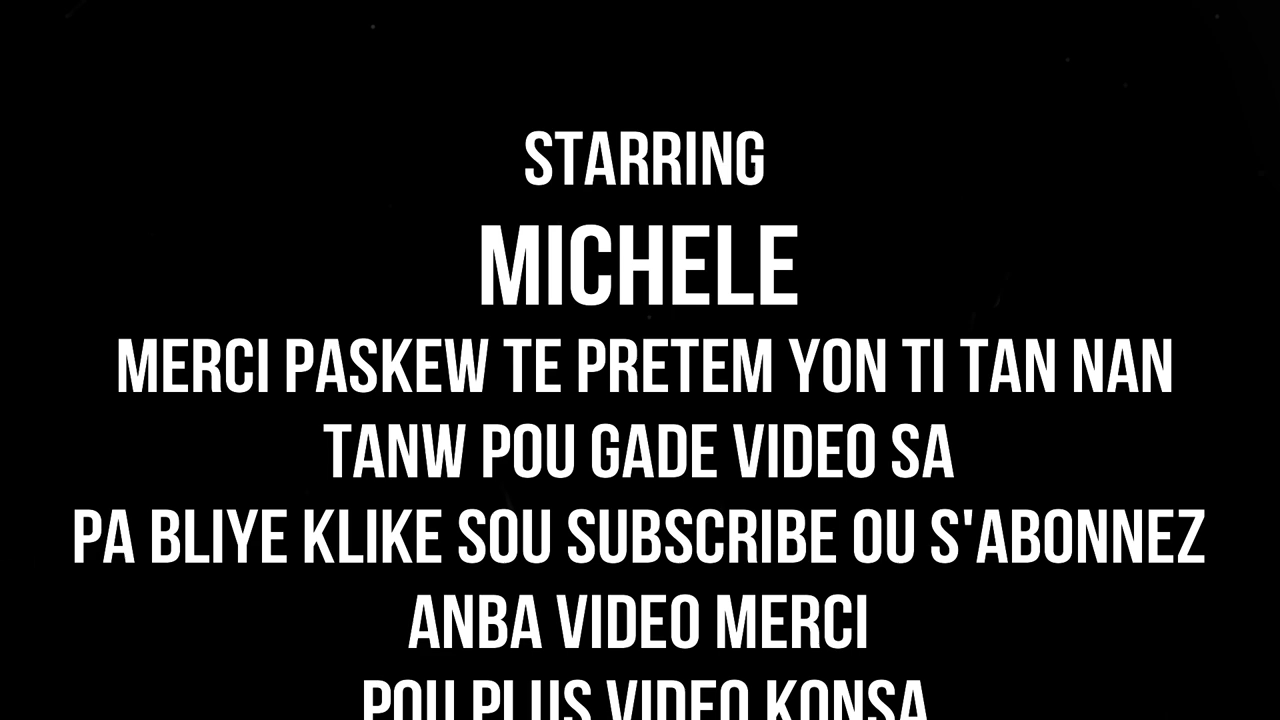 STARRING
MICHELE
MERCI PASKEW TE PRETEM YON TI TAN NAN
TANW POU GADE VIDEO SA
PA BLIYE KLIKE SOU SUBSCRIBE OU S'ABONNEZ
ANBA VIDEO MERCI
POU PLUS VIDEO KONSA